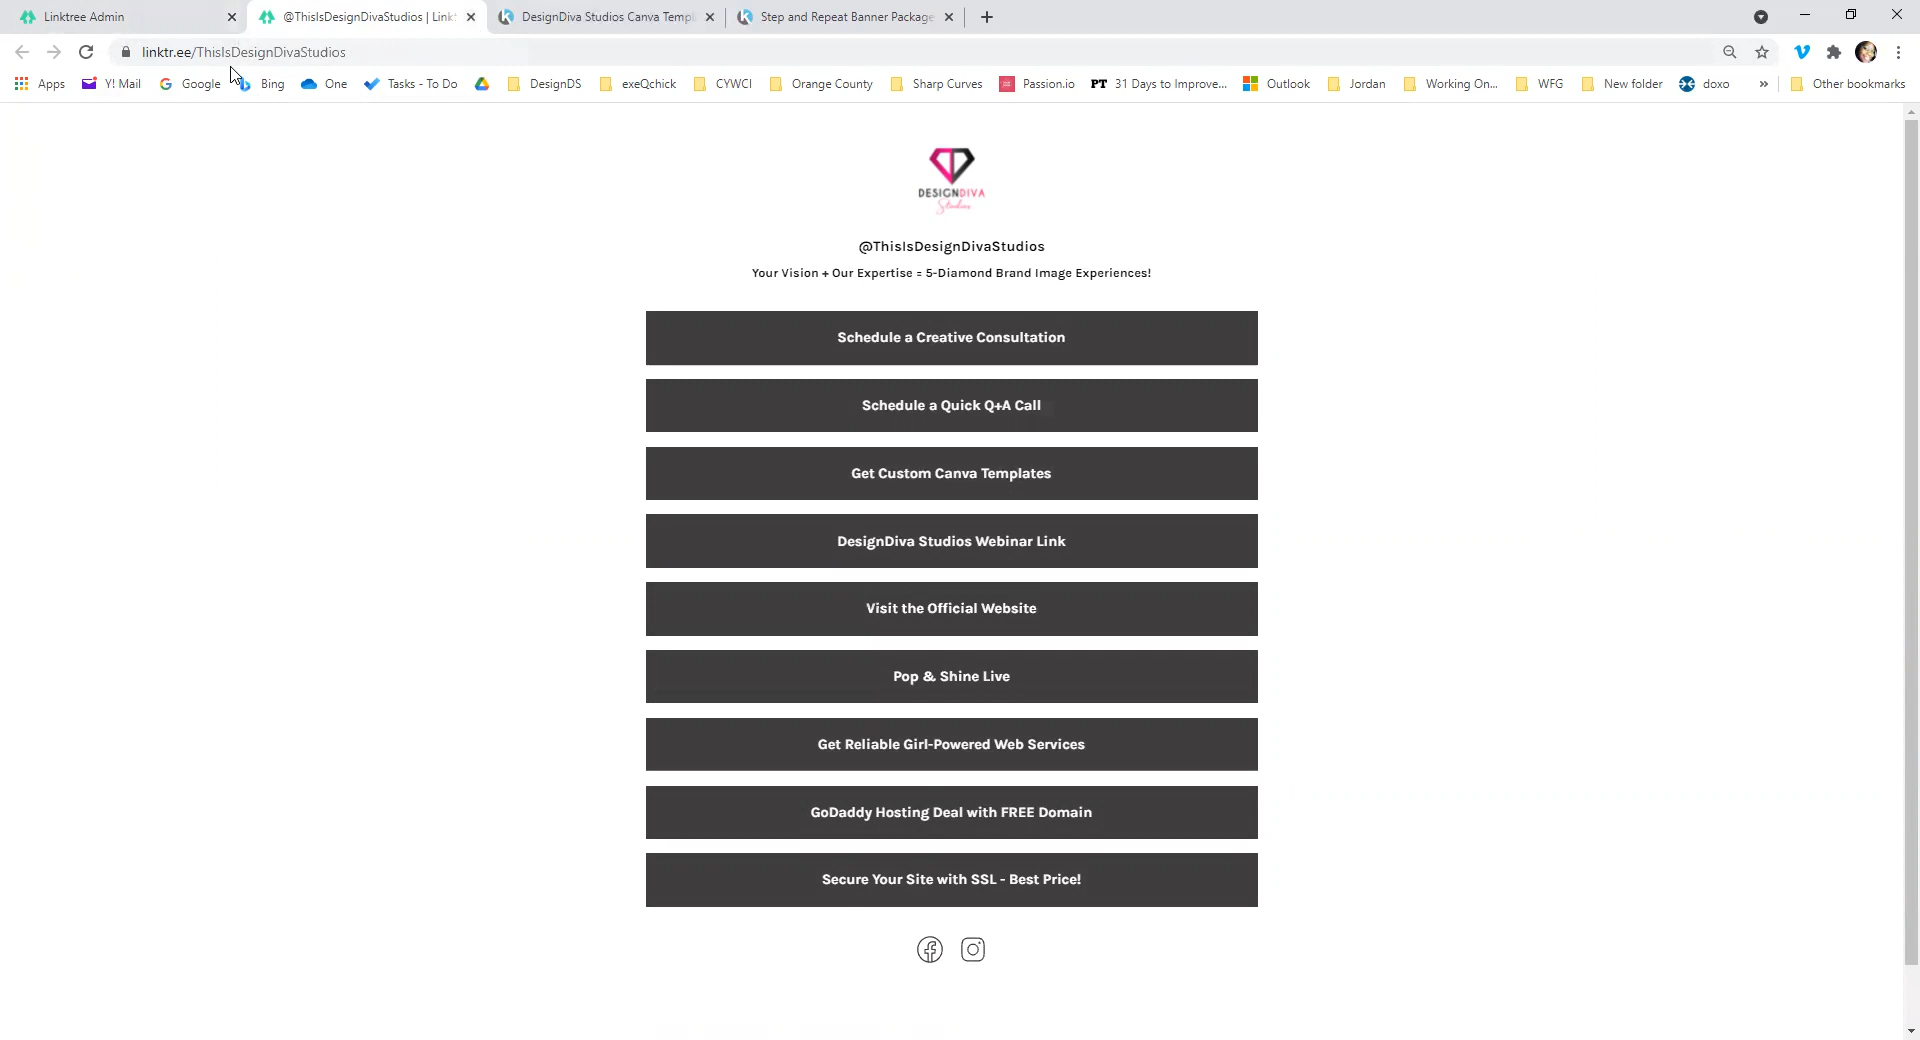 Linktree Admin
@ThisIsDesignDivaStudios | Link
DesignDiva Studios Canva Templ
Step and Repeat Banner Package
linktr.ee/ThisIsDesignDivaStudios
Apps
Y! Mail
Google
Bing
One
Tasks - To Do
DesignDS
exeQchick
CYWCI
Orange County
Sharp Curves
Passion.io
PT 31 Days to Improve...
Outlook
Jordan
Working On...
WFG
New folder
doxo
»
Other bookmarks
DESIGNDIVA
Studios
@ThisIsDesignDivaStudios
Your Vision + Our Expertise = 5-Diamond Brand Image Experiences!
Schedule a Creative Consultation
Schedule a Quick Q+A Call
Get Custom Canva Templates
DesignDiva Studios Webinar Link
Visit the Official Website
Pop & Shine Live
Get Reliable Girl-Powered Web Services
GoDaddy Hosting Deal with FREE Domain
Secure Your Site with SSL - Best Price!